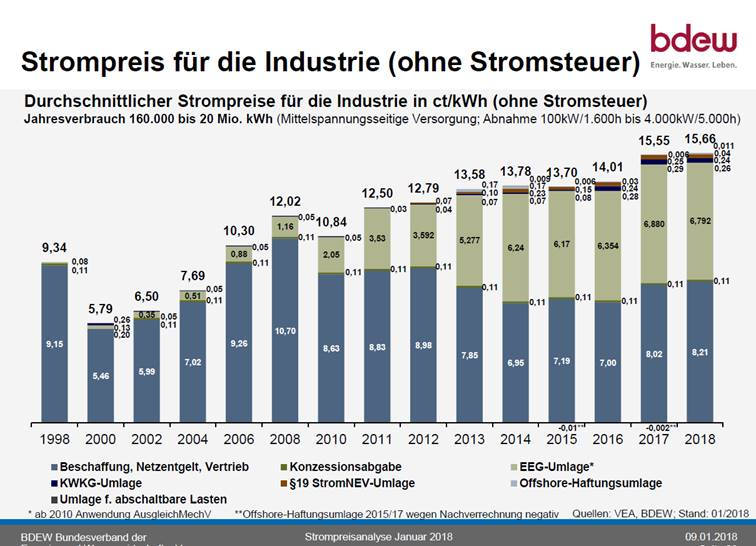 bdew
Energie. Wasser. Leben.
Strompreis für die Industrie (ohne Stromsteuer)
Durchschnittlicher Strompreise für die Industrie in ct/kWh (ohne Stromsteuer)
Jahresverbrauch 160.000 bis 20 Mio. kWh (Mittelspannungsseitige Versorgung; Abnahme 100kW/1.600h bis 4.000kW/5.000h)
9,34 5,79 6,50 7,69 10,30 12,02 10,84 12,50 12,79 13,58 13,78 13,70 14,01 15,55 15,66
0,08 0,11 9,15
0,26 0,13 0,20 5,46
0,05 0,35 0,11 5,99
0,05 0,51 0,11 7,02
0,05 0,88 0,11 9,26
0,05 1,16 0,11 10,70
0,05 2,05 0,11 8,63
0,03 3,53 0,11 8,83
0,07 0,04 3,592 0,11 8,98
0,17 0,10 0,07 5,277 0,11 7,85
0,009 0,17 0,23 0,07 6,24 0,11 6,95
0,006 0,15 0,08 6,17 0,11 7,19 -0,01**
0,03 0,24 0,28 6,354 0,11 7,00
0,006 0,25 0,29 6,880 0,11 8,02 -0,002**
0,011 0,04 0,24 0,26 6,792 0,11 8,21
1998 2000 2002 2004 2006 2008 2010 2011 2012 2013 2014 2015 2016 2017 2018
Beschaffung, Netzentgelt, Vertrieb Konzessionsabgabe EEG-Umlage*
KWKG-Umlage §19 StromNEV-Umlage Offshore-Haftungsumlage
Umlage f. abschaltbare Lasten
* ab 2010 Anwendung AusgleichMechV **Offshore-Haftungsumlage 2015/17 wegen Nachverrechnung negativ Quellen: VEA, BDEW; Stand: 01/2018
BDEW Bundesverband der Strompreisanalyse Januar 2018 09.01.2018